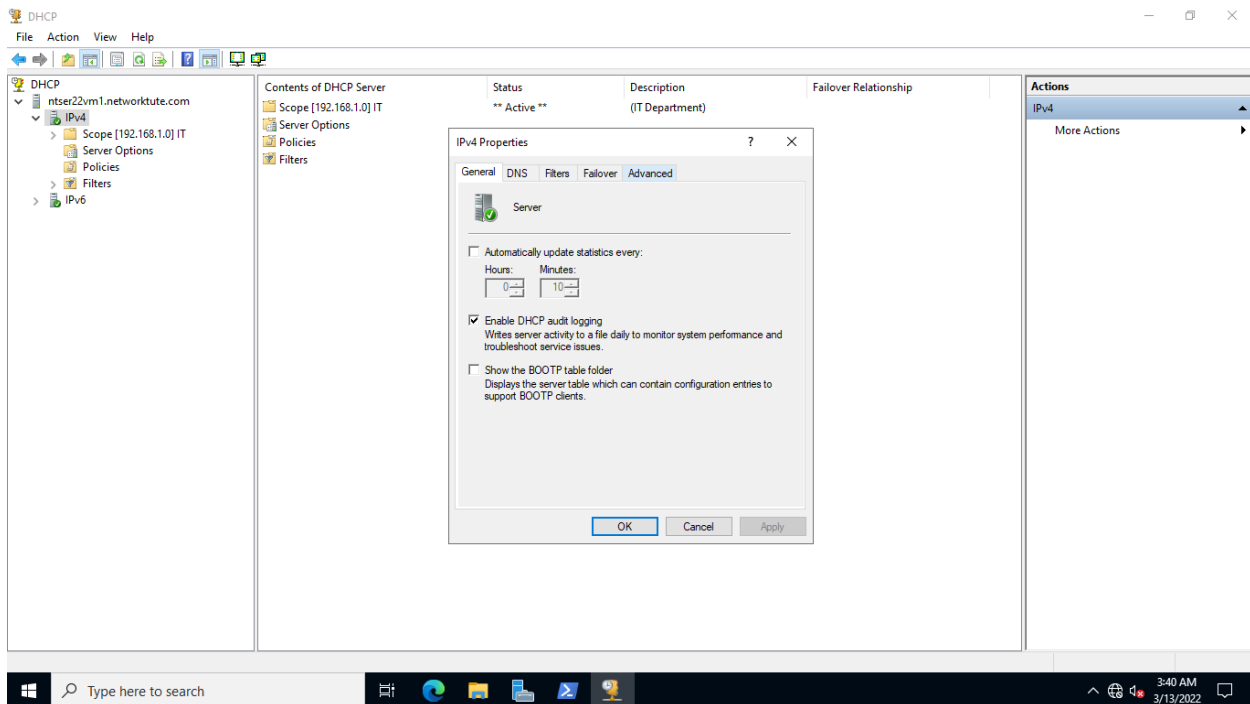 DHCP
File Action View Help
DHCP
ntser22vm1.networktute.com
IPv4
Scope [192.168.1.0] IT
Server Options
Policies
Filters
IPv6
Contents of DHCP Server Status Description Failover Relationship
Scope [192.168.1.0] IT ** Active ** (IT Department)
Server Options
Policies
Filters
IPv4 Properties ? ×
General DNS Filters Failover Advanced
Server
Automatically update statistics every:
Hours: Minutes:
0 10
Enable DHCP audit logging
Writes server activity to a file daily to monitor system performance and
troubleshoot service issues.
Show the BOOTP table folder
Displays the server table which can contain configuration entries to
support BOOTP clients.
OK Cancel Apply
Actions
IPv4
More Actions
Type here to search
3:40 AM
3/13/2022